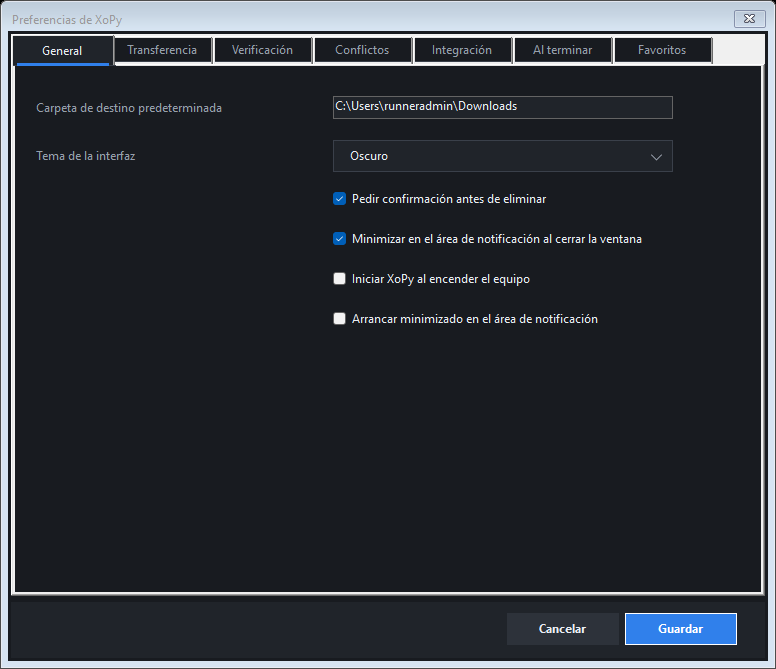 Preferencias de XoPy
General
Transferencia
Verificación
Conflictos
Integración
Al terminar
Favoritos
Carpeta de destino predeterminada
C:\Users\runneradmin\Downloads
Tema de la interfaz
Oscuro
Pedir confirmación antes de eliminar
Minimizar en el área de notificación al cerrar la ventana
Iniciar XoPy al encender el equipo
Arrancar minimizado en el área de notificación
Cancelar
Guardar